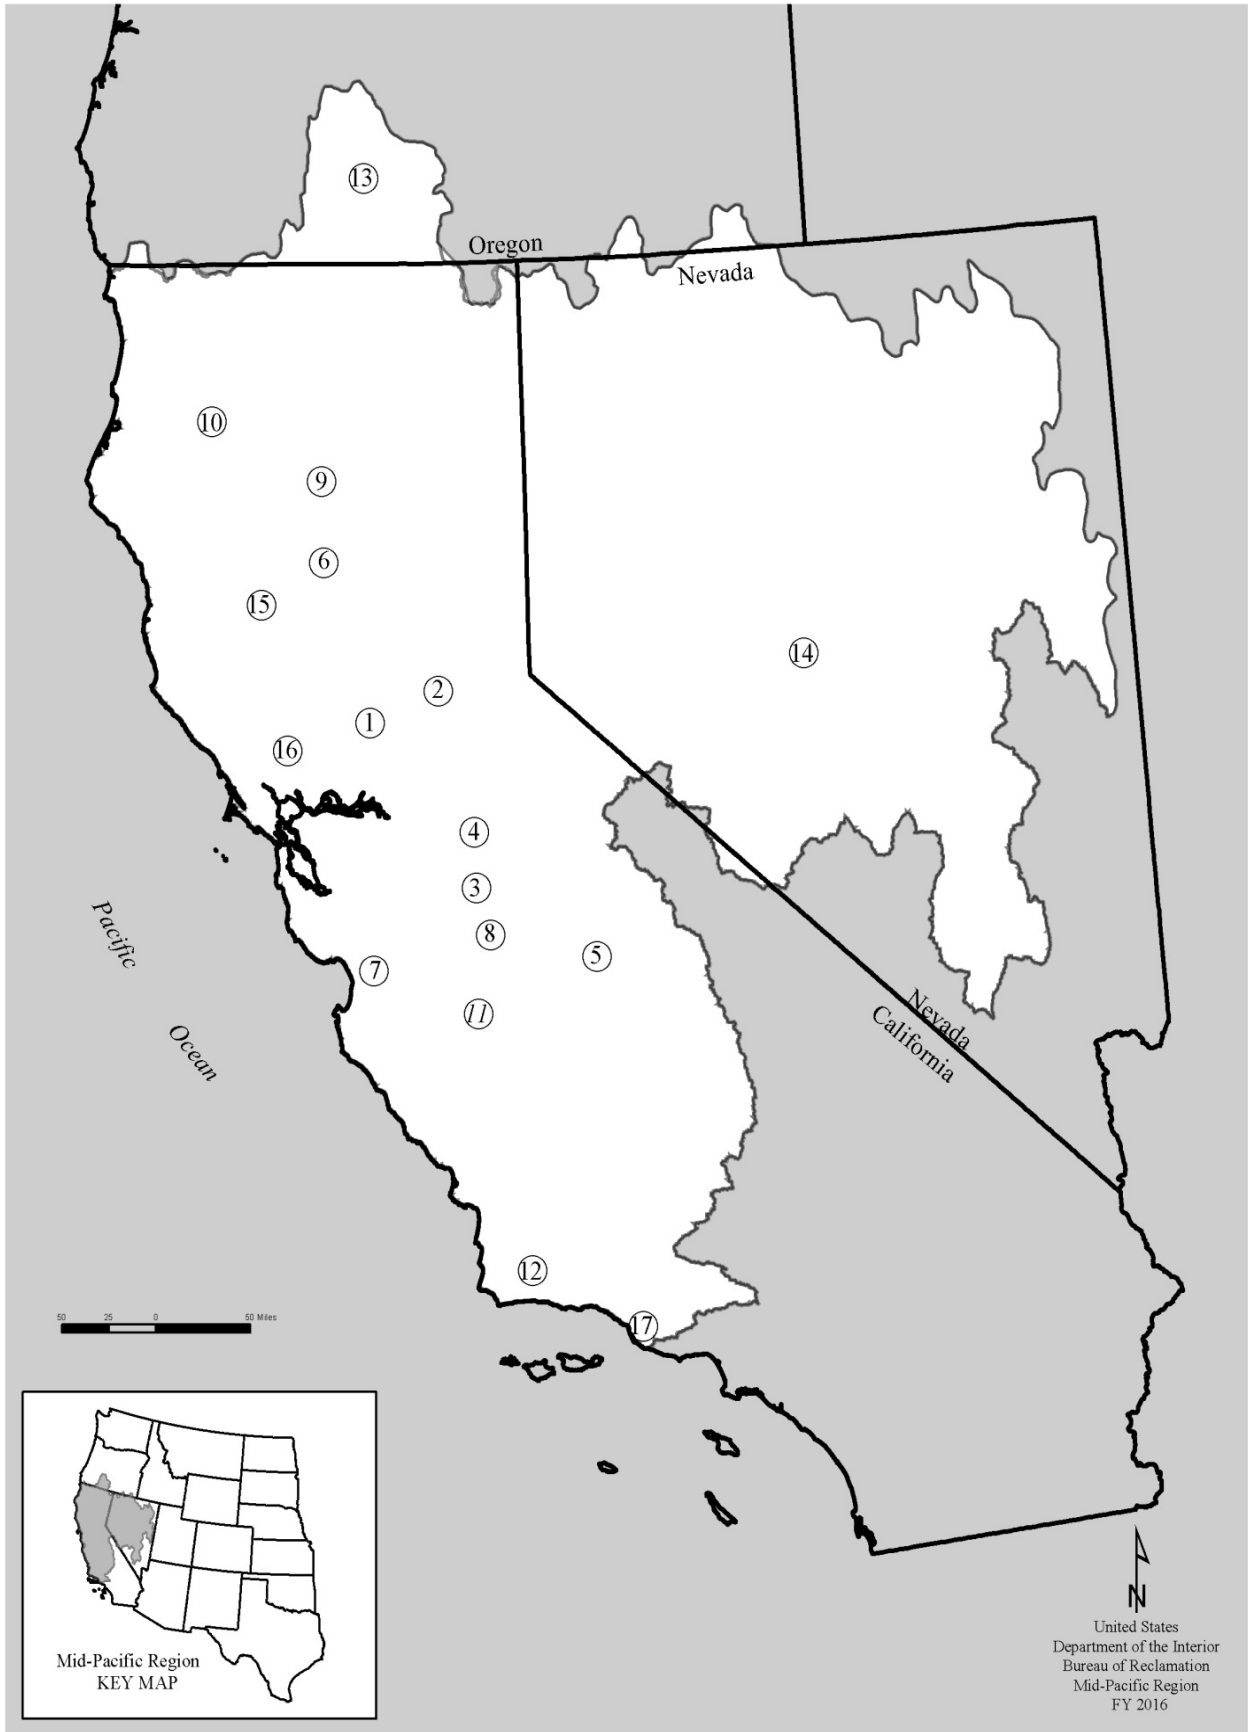 13
Oregon
Nevada
10
9
6
15
14
2
1
16
4
3
8
5
7
11
Pacific
Ocean
Nevada
California
12
17
50 25 0 50 Miles
Mid-Pacific Region
KEY MAP
N
United States
Department of the Interior
Bureau of Reclamation
Mid-Pacific Region
FY 2016